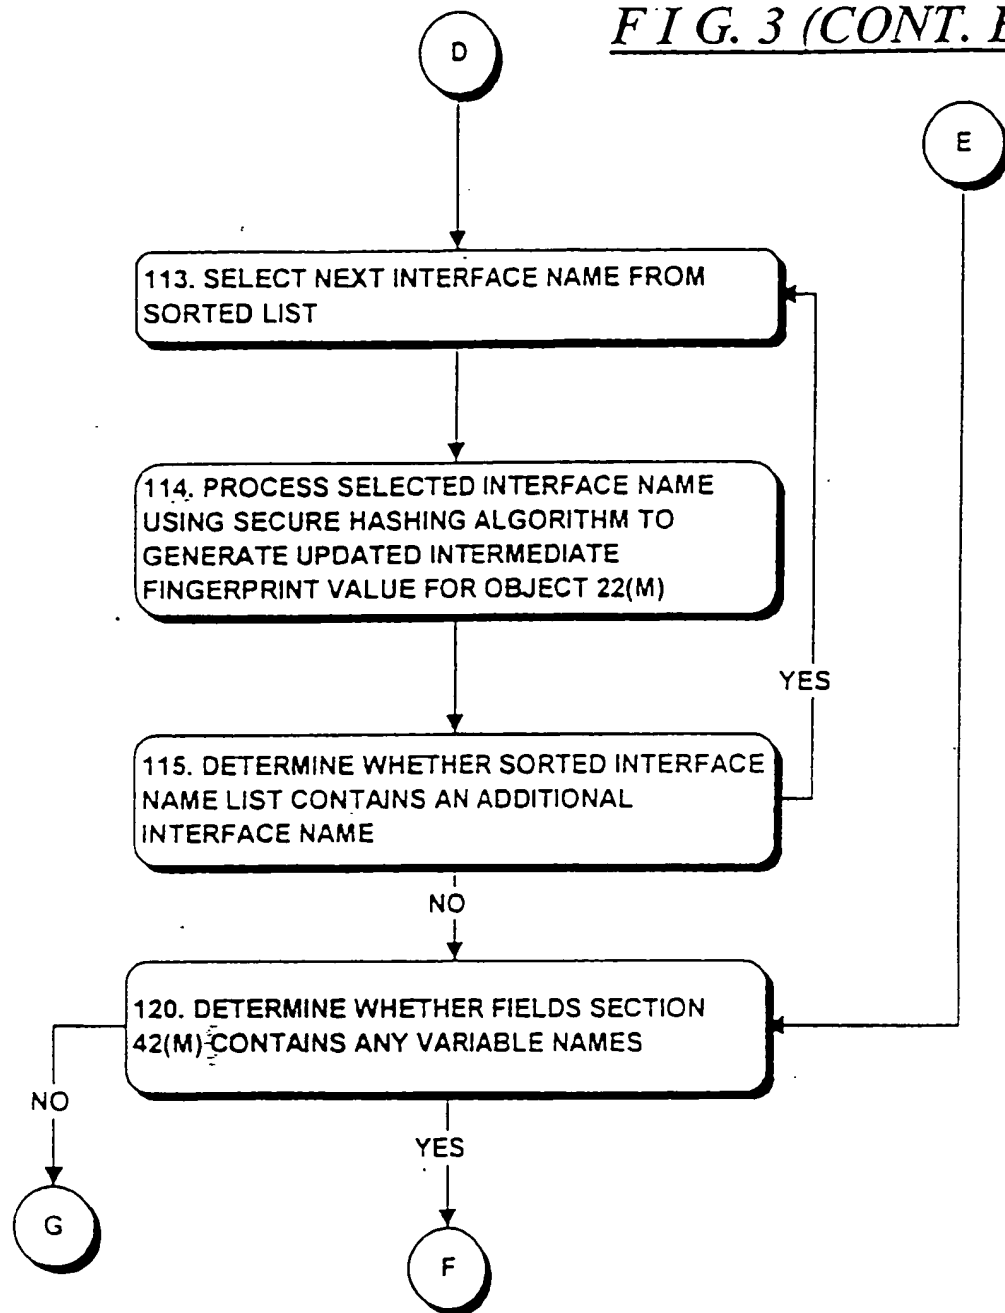 F I G. 3 (CONT. 
D
E
113. SELECT NEXT INTERFACE NAME FROM
SORTED LIST
114. PROCESS SELECTED INTERFACE NAME
USING SECURE HASHING ALGORITHM TO
GENERATE UPDATED INTERMEDIATE
FINGERPRINT VALUE FOR OBJECT 22(M)
YES
115. DETERMINE WHETHER SORTED INTERFACE
NAME LIST CONTAINS AN ADDITIONAL
INTERFACE NAME
NO
120. DETERMINE WHETHER FIELDS SECTION
42(M) CONTAINS ANY VARIABLE NAMES
NO
YES
G
F